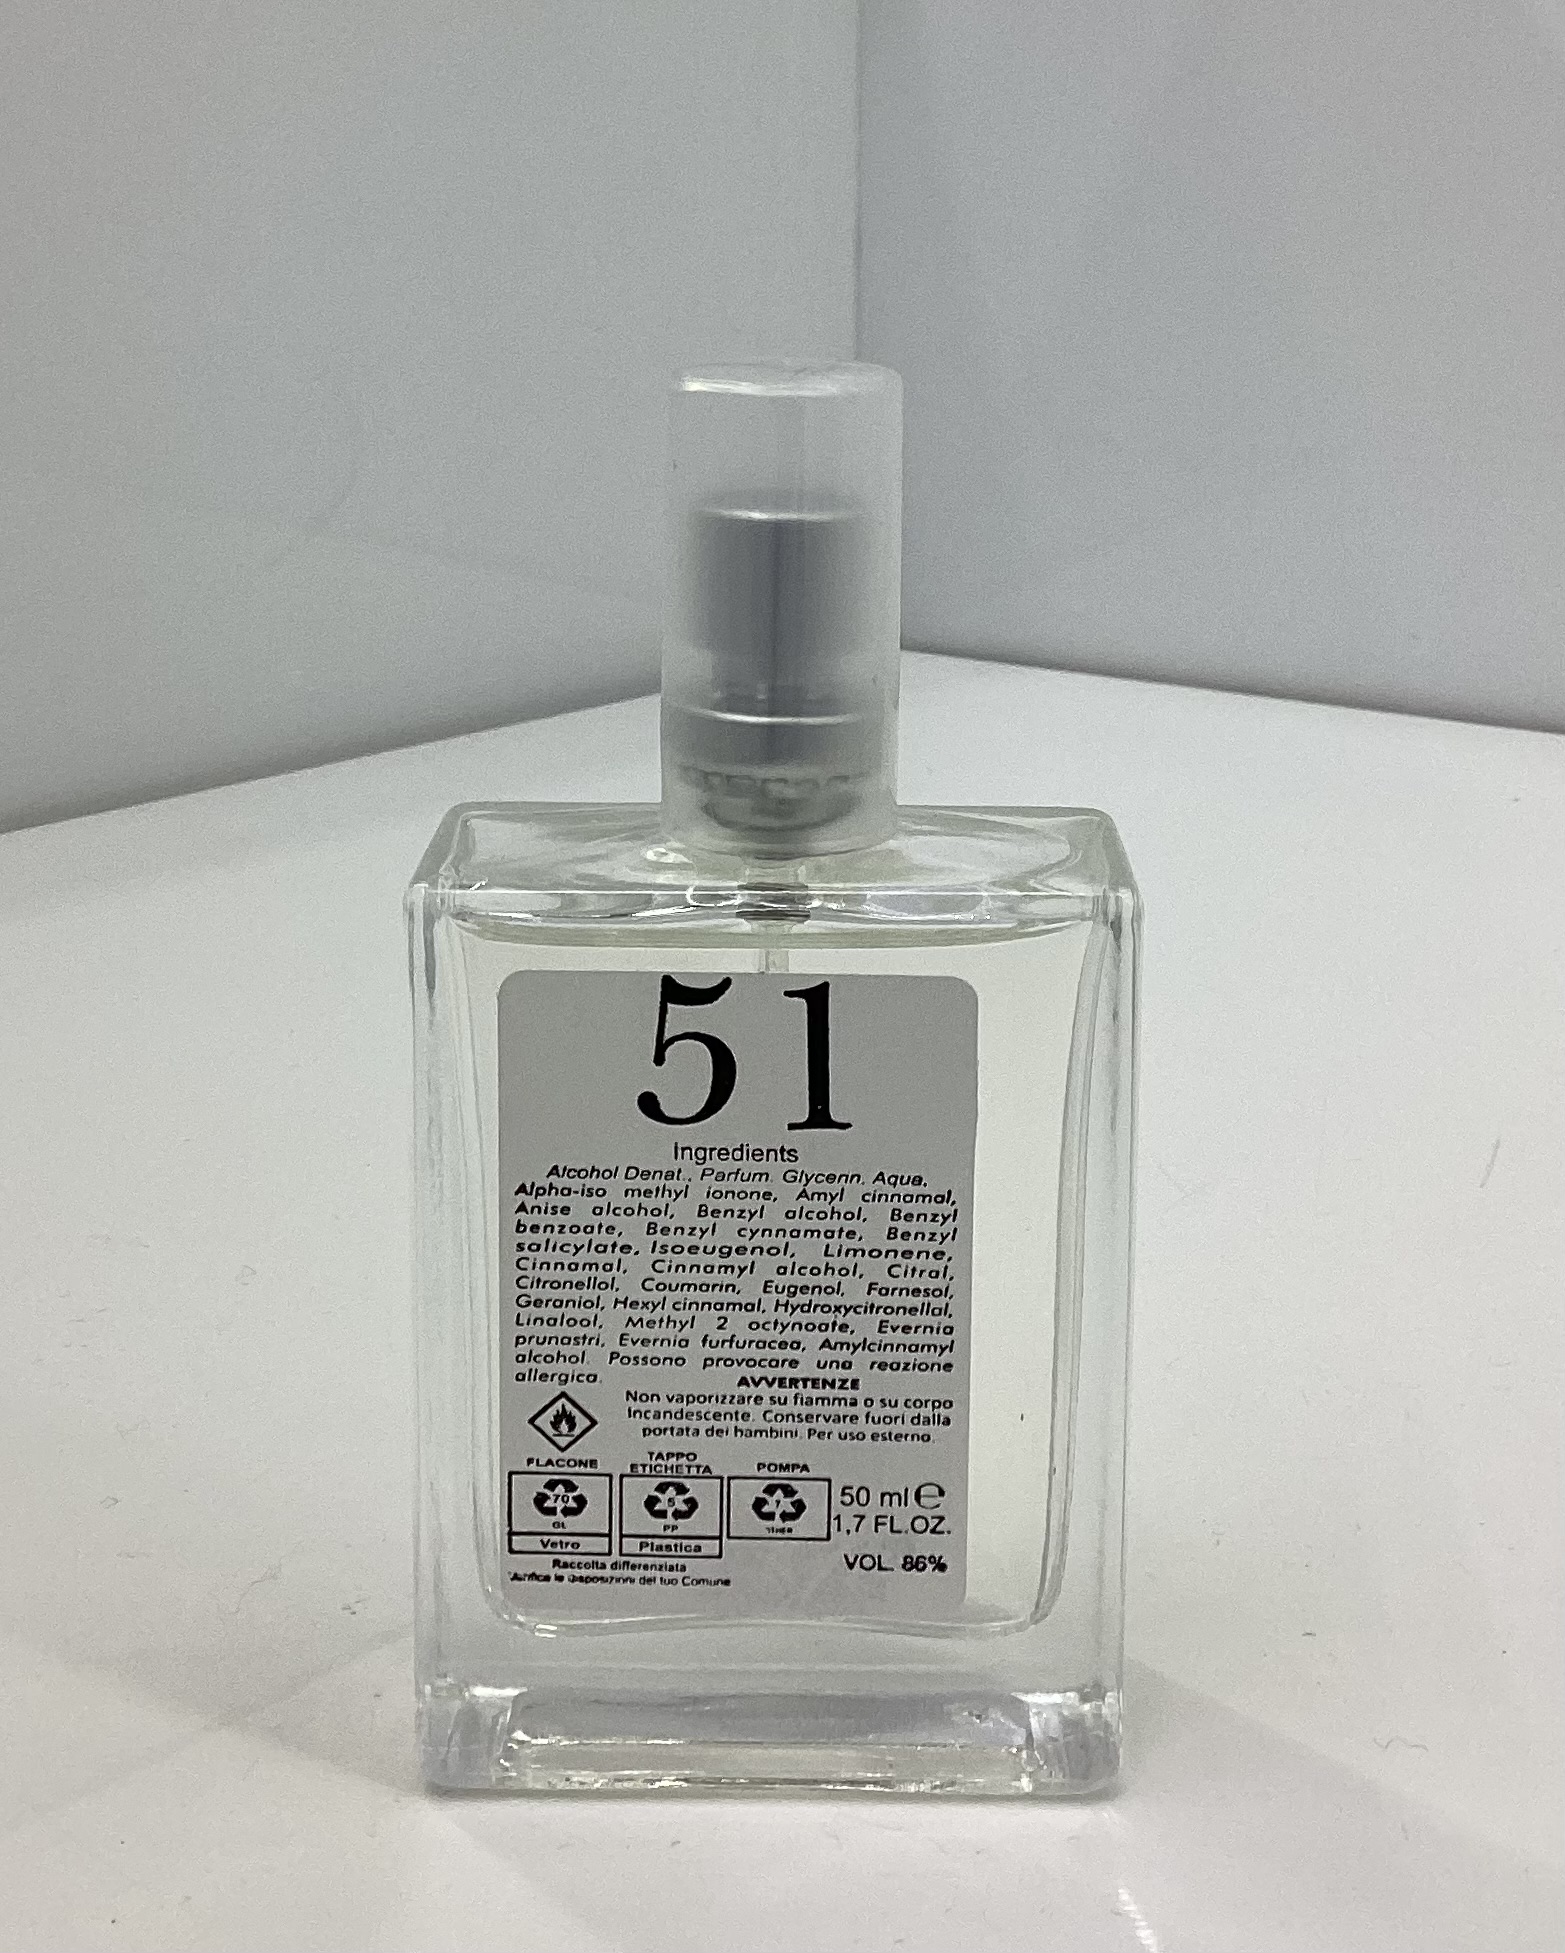 51
Ingredients
Alcohol Denat., Parfum. Glycerin. Aqua.
Alpha-iso methyl ionone, Amyl cinnamal,
Anise alcohol, Benzyl alcohol, Benzyl
benzoate, Benzyl cynnamate, Benzyl
salicylate, Isoeugenol, Limonene,
Cinnamal, Cinnamyl alcohol, Citral,
Citronellol, Coumarin, Eugenol, Farnesol,
Geraniol, Hexyl cinnamal, Hydroxycitronellal,
Linalool, Methyl 2 octynoate, Evernia
prunastri, Evernia furfuracea, Amylcinnamyl
alcohol. Possono provocare una reazione
allergica.
AVVERTENZE
Non vaporizzare su fiamma o su corpo
Incandescente. Conservare fuori dalla
portata dei bambini. Per uso esterno.
FLACONE
70
GL
Vetro
TAPPO
ETICHETTA
5
PP
Plastica
POMPA
7
50 ml e
1,7 FL.OZ.
VOL. 86%
Raccolta differenziata
Verifica le disposizioni del tuo Comune